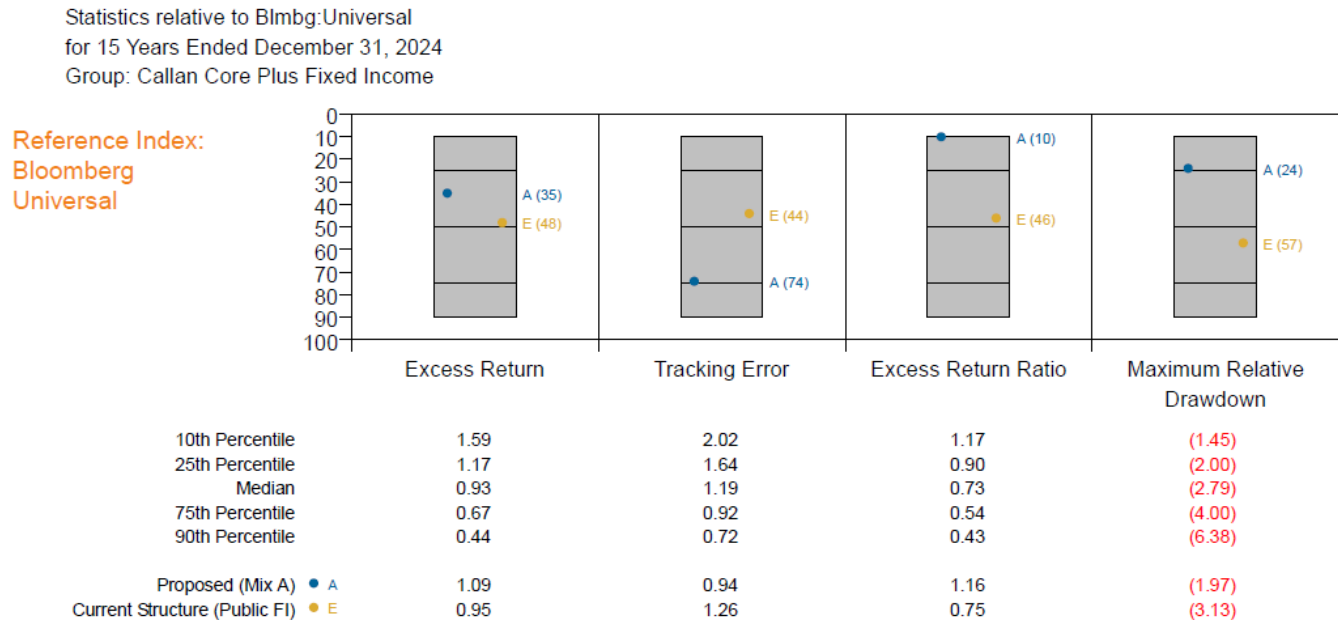 Statistics relative to Blmbg:Universal
for 15 Years Ended December 31, 2024
Group: Callan Core Plus Fixed Income
Reference Index:
Bloomberg
Universal
0
10
20
30
40
50
60
70
80
90
100
A (35)
E (48)
E (44)
A (74)
A (10)
E (46)
A (24)
E (57)
Excess Return Tracking Error Excess Return Ratio Maximum Relative
Drawdown
10th Percentile 1.59 2.02 1.17 (1.45)
25th Percentile 1.17 1.64 0.90 (2.00)
Median 0.93 1.19 0.73 (2.79)
75th Percentile 0.67 0.92 0.54 (4.00)
90th Percentile 0.44 0.72 0.43 (6.38)
Proposed (Mix A) A 1.09 0.94 1.16 (1.97)
Current Structure (Public FI) E 0.95 1.26 0.75 (3.13)